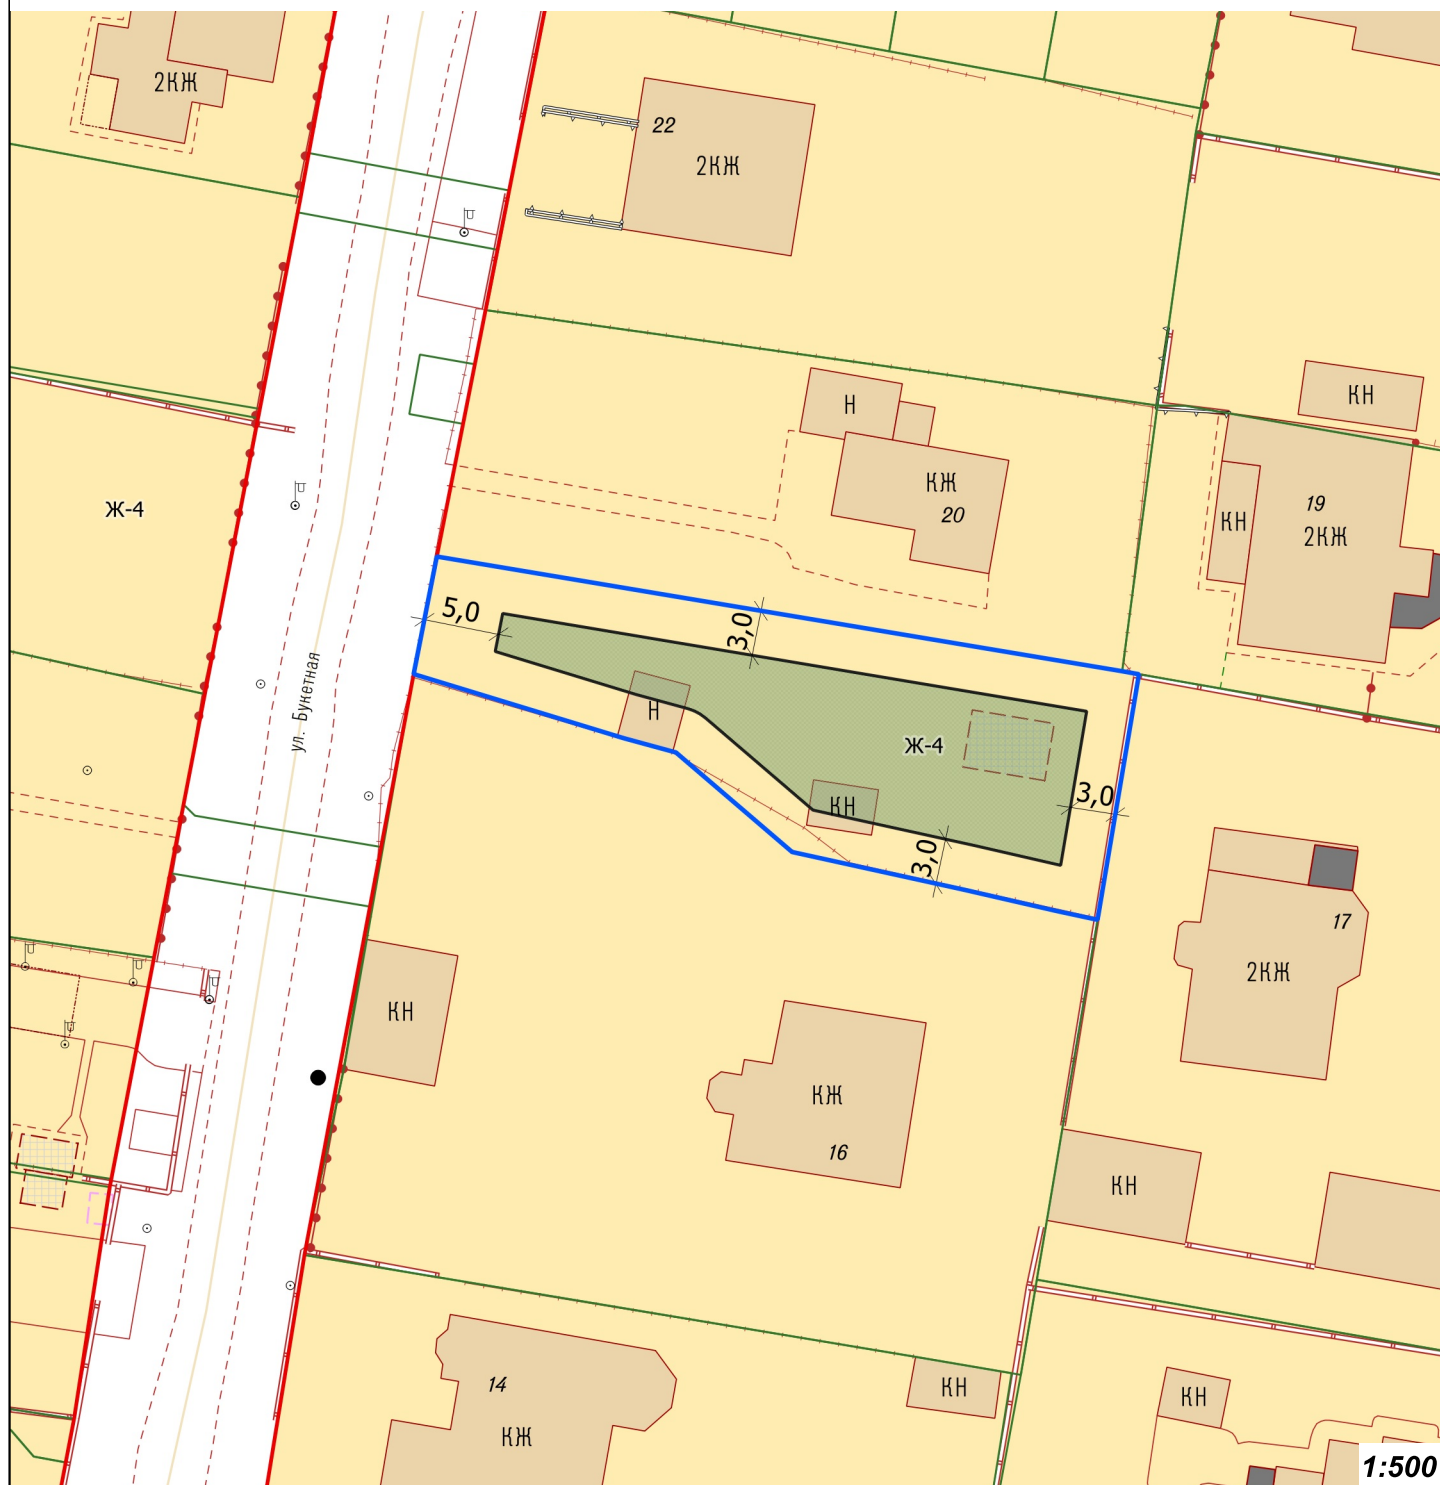 2КЖ
22
2КЖ
Н
КН
КЖ
20
19
2КЖ
КН
Ж-4
5,0
3,0
ул. Букетная
Н
Ж-4
3,0
КН
3,0
17
2КЖ
КН
КЖ
16
КН
14
КЖ
КН
КН
1:500